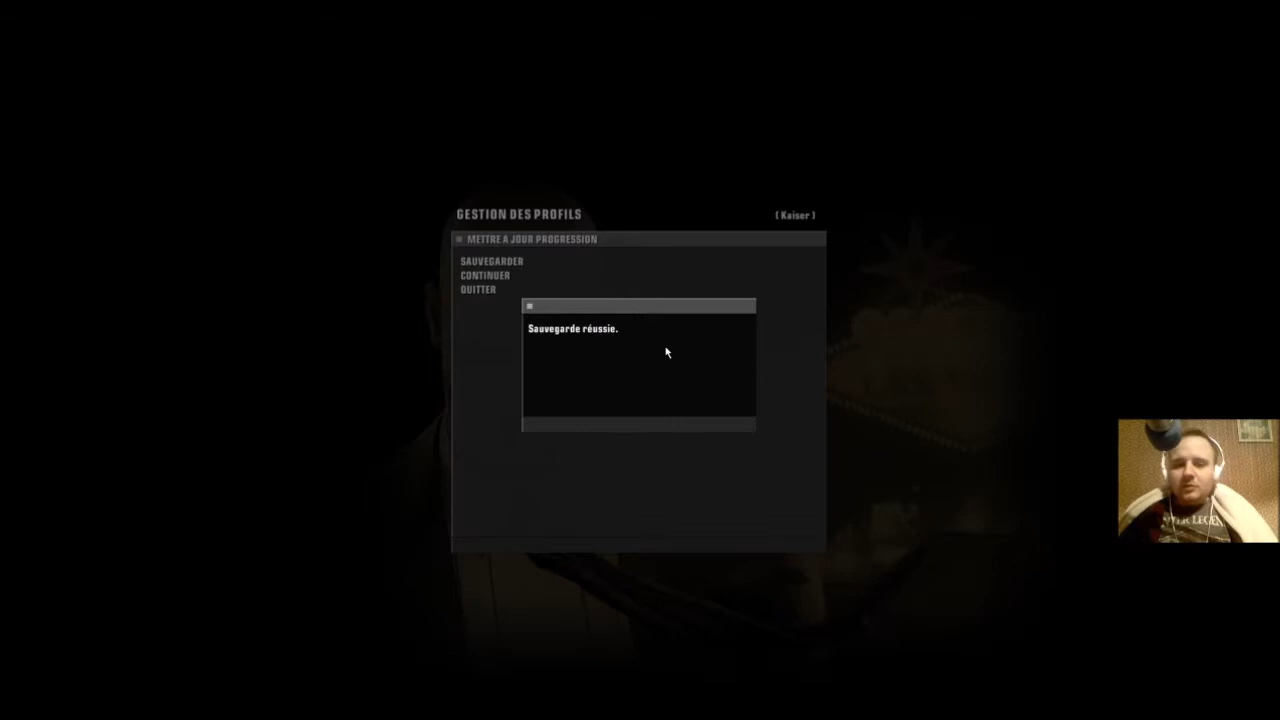 GESTION DES PROFILS
( Kaiser )
METTRE A JOUR PROGRESSION
SAUVEGARDER
CONTINUER
QUITTER
Sauvegarde réussie.